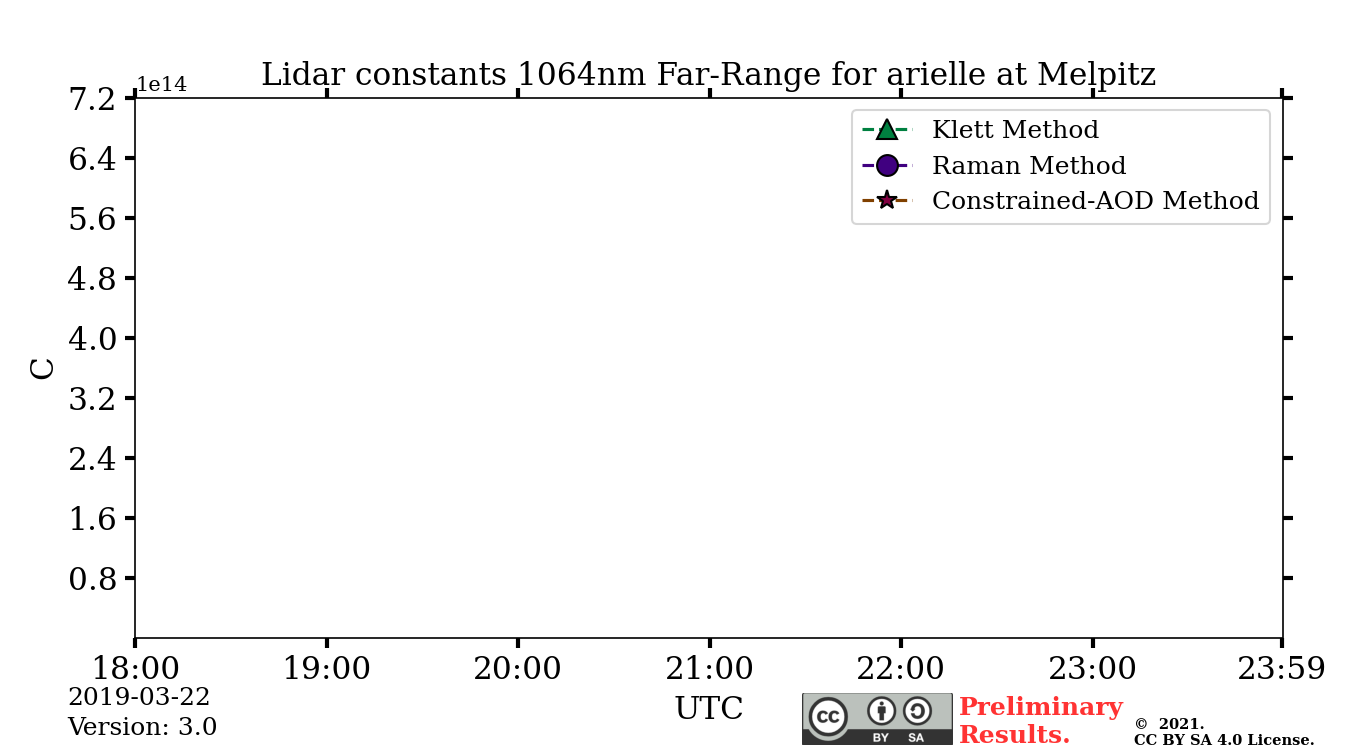 Lidar constants 1064nm Far-Range for arielle at Melpitz
1e14
7.2
6.4
5.6
4.8
4.0
3.2
2.4
1.6
0.8
C
Klett Method
Raman Method
Constrained-AOD Method
18:00 19:00 20:00 21:00 22:00 23:00 23:59
UTC
2019-03-22
Version: 3.0
cc
BY SA
Preliminary
Results.
© 2021.
CC BY SA 4.0 License.